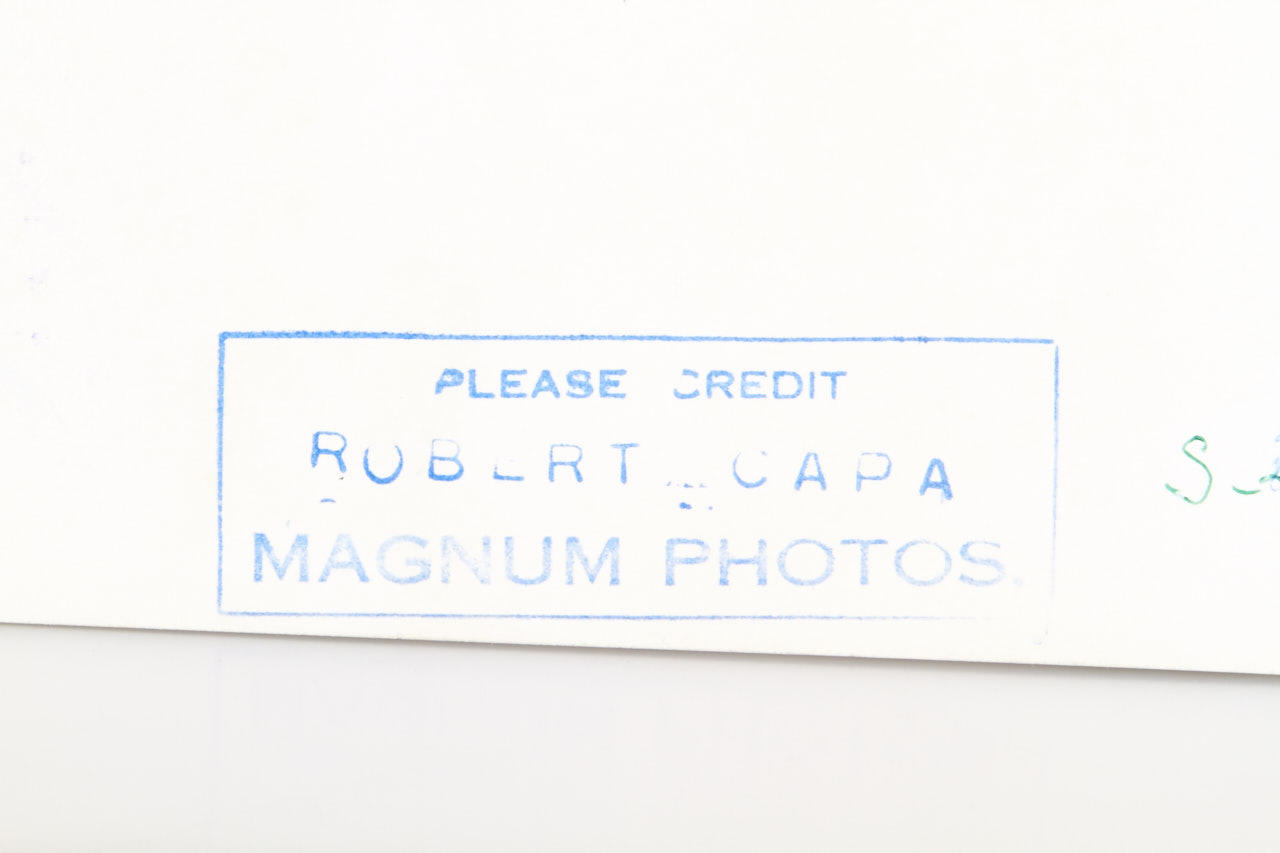 PLEASE CREDIT
ROBERT CAPA
MAGNUM PHOTOS.